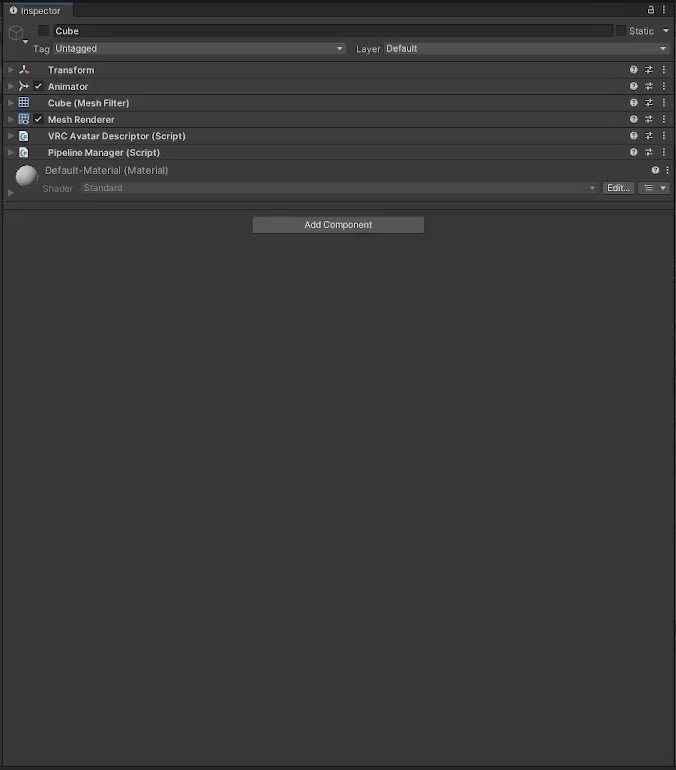 Inspector
Cube Static
Tag Untagged Layer Default
Transform
Animator
Cube (Mesh Filter)
Mesh Renderer
VRC Avatar Descriptor (Script)
Pipeline Manager (Script)
Default-Material (Material)
Shader Standard Edit...
Add Component